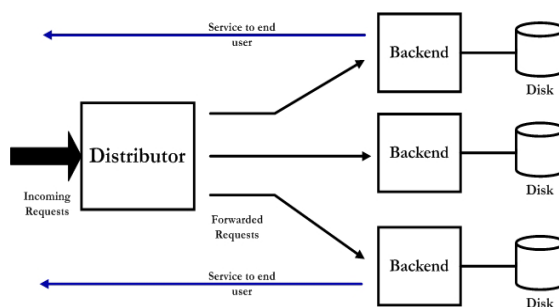 Service to end
user
Backend
Disk
Distributor
Backend
Disk
Incoming
Requests
Forwarded
Requests
Backend
Disk
Service to end
user